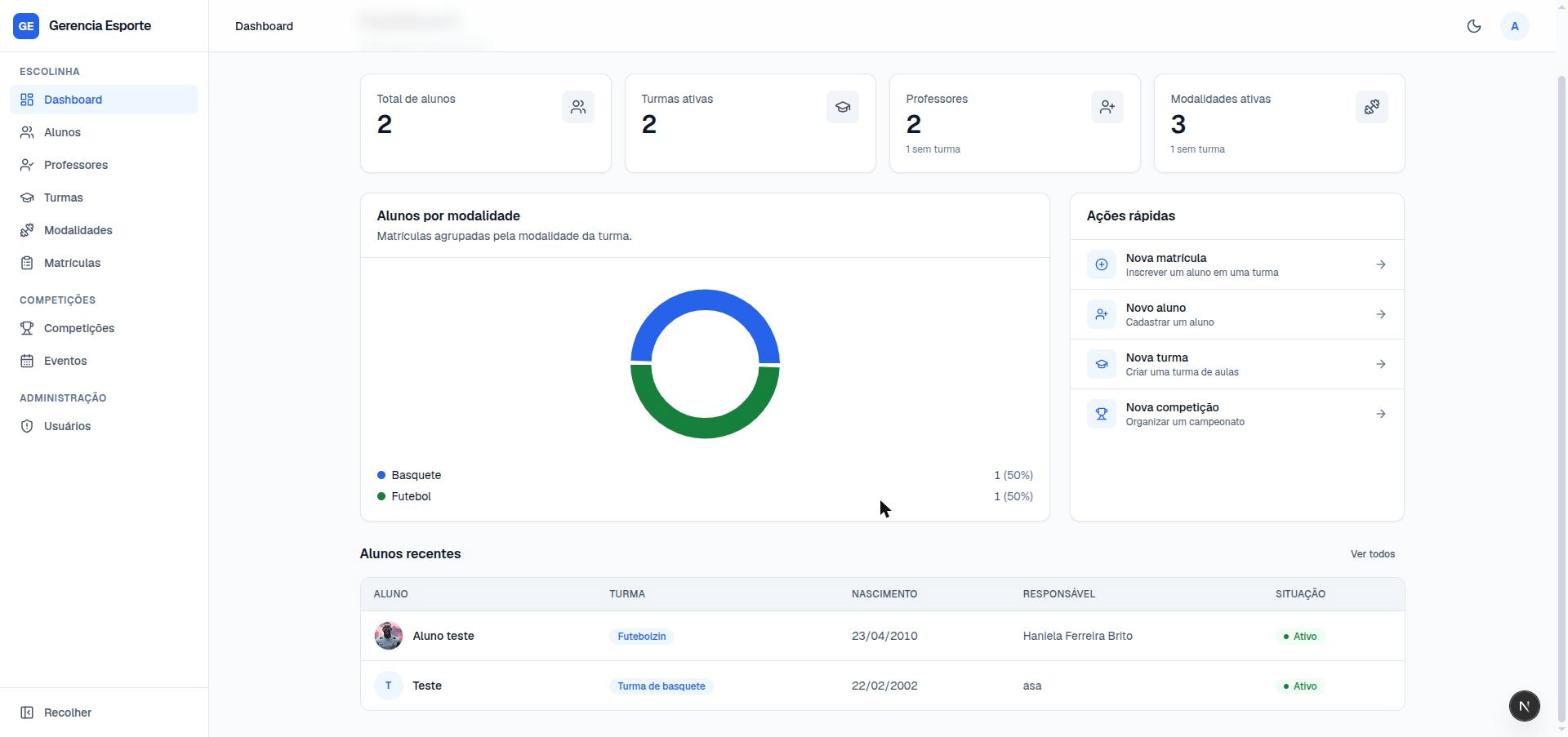 GE Gerencia Esporte
Dashboard
A
ESCOLINHA
Dashboard
Alunos
Professores
Turmas
Modalidades
Matrículas
COMPETIÇÕES
Competições
Eventos
ADMINISTRAÇÃO
Usuários
Recolher
Total de alunos
2
Turmas ativas
2
Professores
2
1 sem turma
Modalidades ativas
3
1 sem turma
Alunos por modalidade
Matrículas agrupadas pela modalidade da turma.
Basquete 1 (50%)
Futebol 1 (50%)
Ações rápidas
Nova matrícula
Inscrever um aluno em uma turma
Novo aluno
Cadastrar um aluno
Nova turma
Criar uma turma de aulas
Nova competição
Organizar um campeonato
Alunos recentes Ver todos
ALUNO TURMA NASCIMENTO RESPONSÁVEL SITUAÇÃO
Aluno teste Futebolzin 23/04/2010 Haniela Ferreira Brito Ativo
T Teste Turma de basquete 22/02/2002 asa Ativo
N